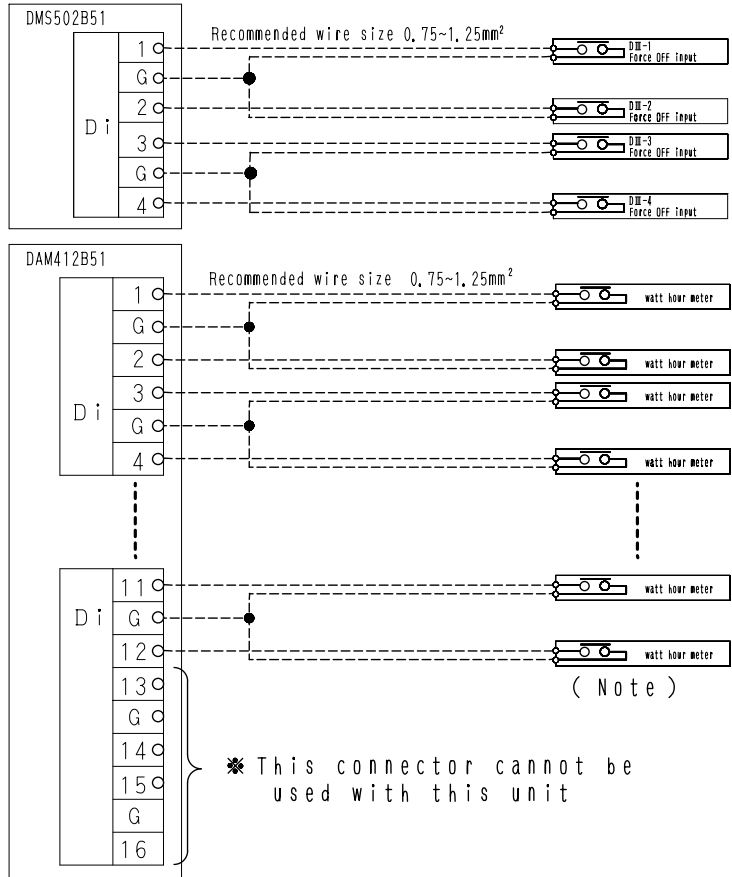 DMS502B51
Recommended wire size 0.75~1.25mm²
Di
1
G
2
3
G
4
DⅢ-1
Force OFF input
DⅢ-2
Force OFF input
DⅢ-3
Force OFF input
DⅢ-4
Force OFF input
DAM412B51
Recommended wire size 0.75~1.25mm²
Di
1
G
2
3
G
4
watt hour meter
watt hour meter
watt hour meter
watt hour meter
Di
11
G
12
13
G
14
15
G
16
watt hour meter
watt hour meter
(Note)
※ This connector cannot be
used with this unit